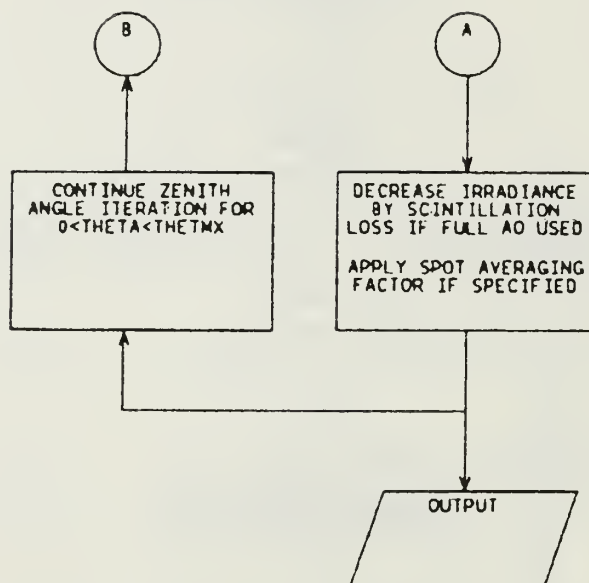 B
A
CONTINUE ZENITH
ANGLE ITERATION FOR
0<THETA<THETMX
DECREASE IRRADIANCE
BY SCINTILLATION
LOSS IF FULL AO USED
APPLY SPOT AVERAGING
FACTOR IF SPECIFIED
OUTPUT